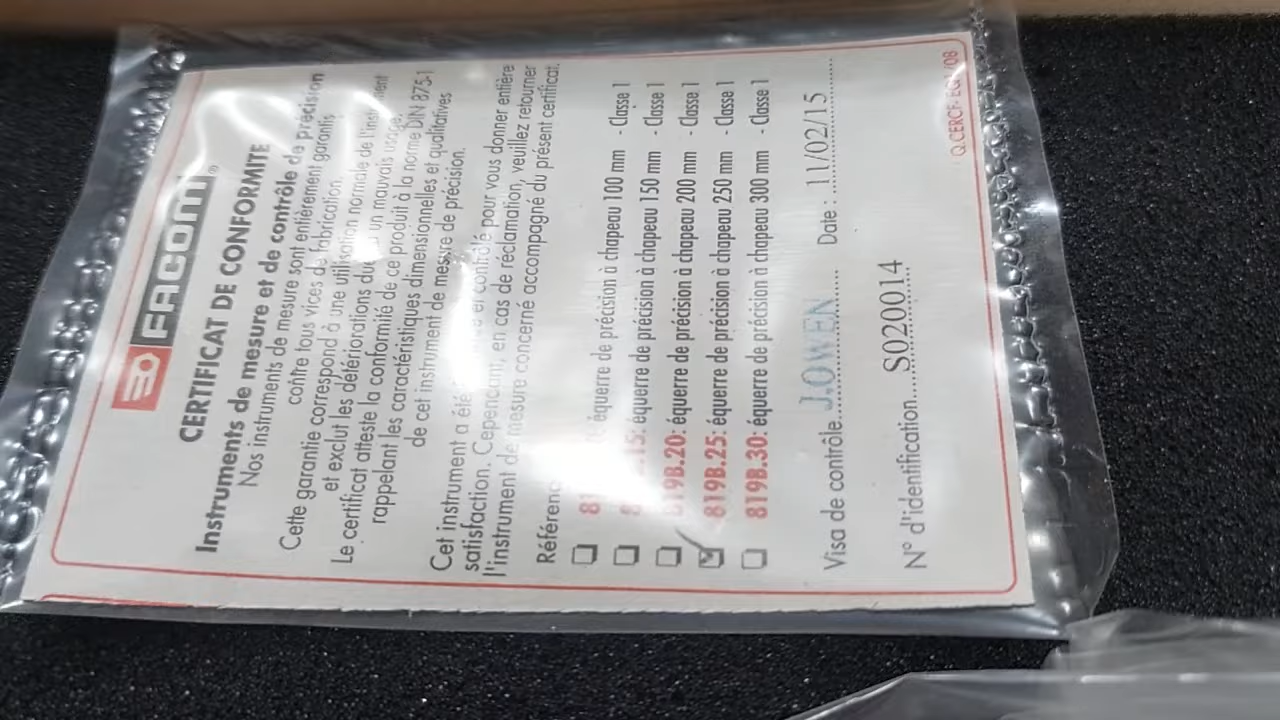 FACOM®
CERTIFICAT DE CONFORMITE
Instruments de mesure et de contrôle de précision
Nos instruments de mesure sont entièrement garantis
contre tous vices de fabrication.
Cette garantie correspond à une utilisation normale de l'instrument
et exclut les détériorations un mauvais usage.
Le certificat atteste la conformité de ce produit à la norme DIN 875-1
rappelant les caractéristiques dimensionnelles et qualitatives
de cet instrument de mesure de précision.
Cet instrument a été et contrôlé pour vous donner entière
satisfaction. Cependant, en cas de réclamation, veuillez retourner
l'instrument de mesure concerné accompagné du présent certificat.
équerre de précision à chapeau 100 mm - Classe 1
équerre de précision à chapeau 150 mm - Classe 1
819B.20: équerre de précision à chapeau 200 mm - Classe 1
819B.25: équerre de précision à chapeau 250 mm - Classe 1
819B.30: équerre de précision à chapeau 300 mm - Classe 1
Visa de contrôle...J.OWEN... Date : 11/02/15
N° d'identification...S020014